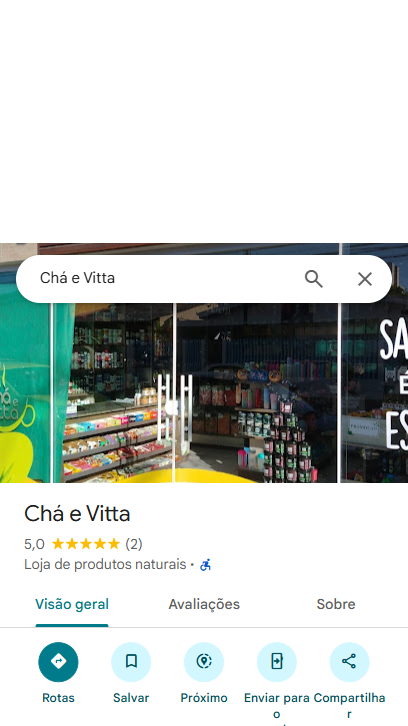 Chá e Vitta
SA
É
ES
Chá e Vitta
5,0 (2)
Loja de produtos naturais ·
Visão geral
Avaliações
Sobre
Rotas
Salvar
Próximo
Enviar para
o
Compartilha
r